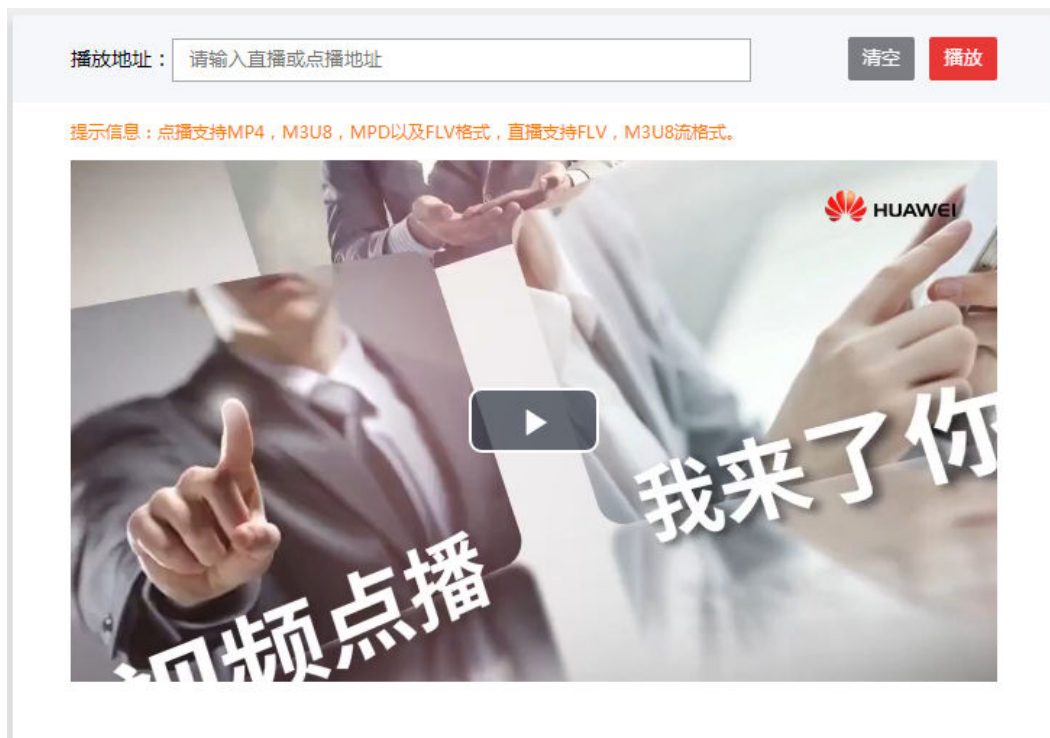 播放地址：
请输入直播或点播地址
清空
播放
提示信息：点播支持MP4，M3U8，MPD以及FLV格式，直播支持FLV，M3U8流格式。
HUAWEI
我来了你
视频点播